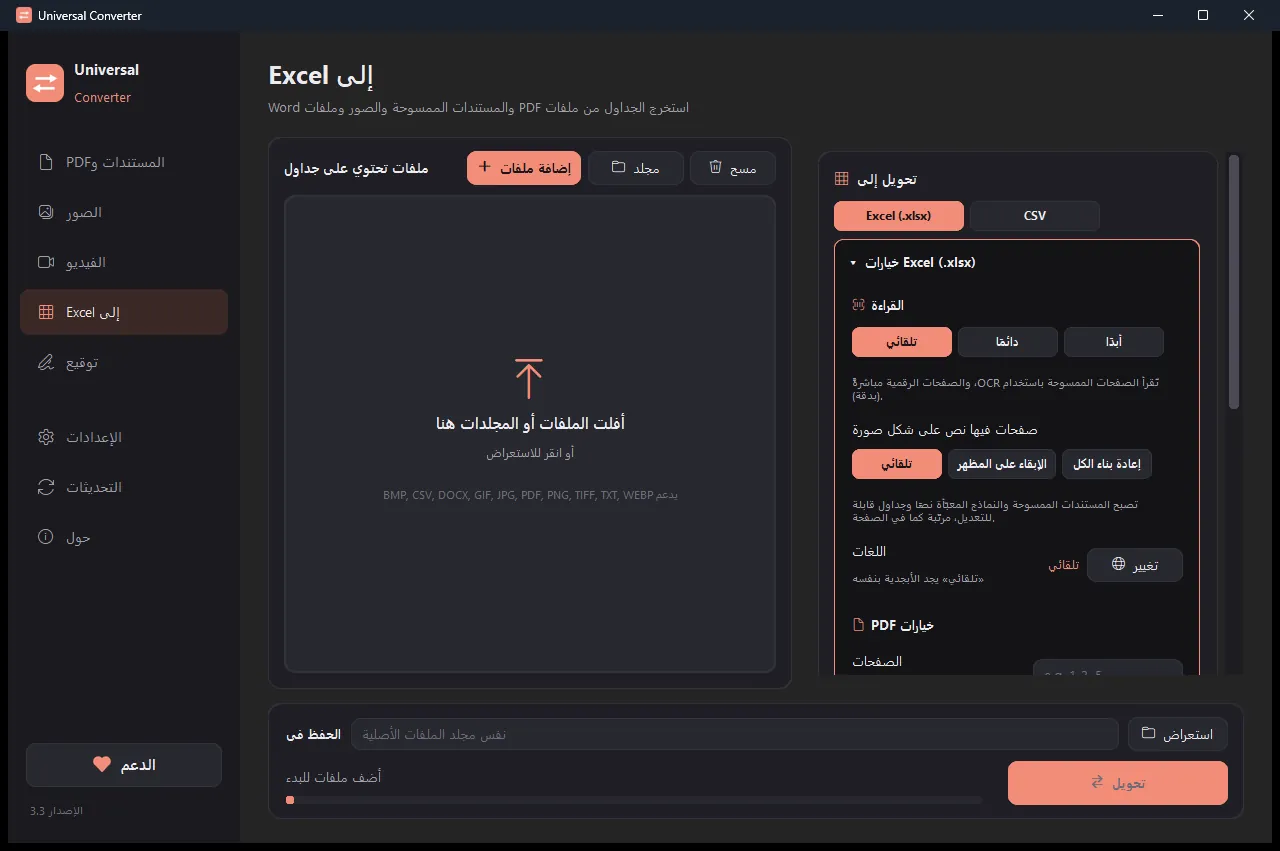 Universal Converter
Universal
Converter
المستندات وPDF
الصور
الفيديو
إلى Excel
توقيع
الإعدادات
التحديثات
حول
الدعم
الإصدار 3.3
إلى Excel
استخرج الجداول من ملفات PDF والمستندات الممسوحة والصور وملفات Word
ملفات تحتوي على جداول
إضافة ملفات
مجلد
مسح
أفلت الملفات أو المجلدات هنا
أو انقر للاستعراض
يدعم BMP, CSV, DOCX, GIF, JPG, PDF, PNG, TIFF, TXT, WEBP
تحويل إلى
Excel (.xlsx)
CSV
خيارات Excel (.xlsx)
القراءة
تلقائي
دائمًا
أبدًا
تُقرأ الصفحات الممسوحة باستخدام OCR، والصفحات الرقمية مباشرةً
(بدقة).
صفحات فيها نص على شكل صورة
تلقائي
الإبقاء على المظهر
إعادة بناء الكل
تصبح المستندات الممسوحة والنماذج المعبّأة نصًا وجداول قابلة
للتعديل، مرتّبة كما في الصفحة.
اللغات
«تلقائي» يجد الأبجدية بنفسه
تلقائي
تغيير
خيارات PDF
الصفحات
الحفظ في
نفس مجلد الملفات الأصلية
استعراض
أضف ملفات للبدء
تحويل